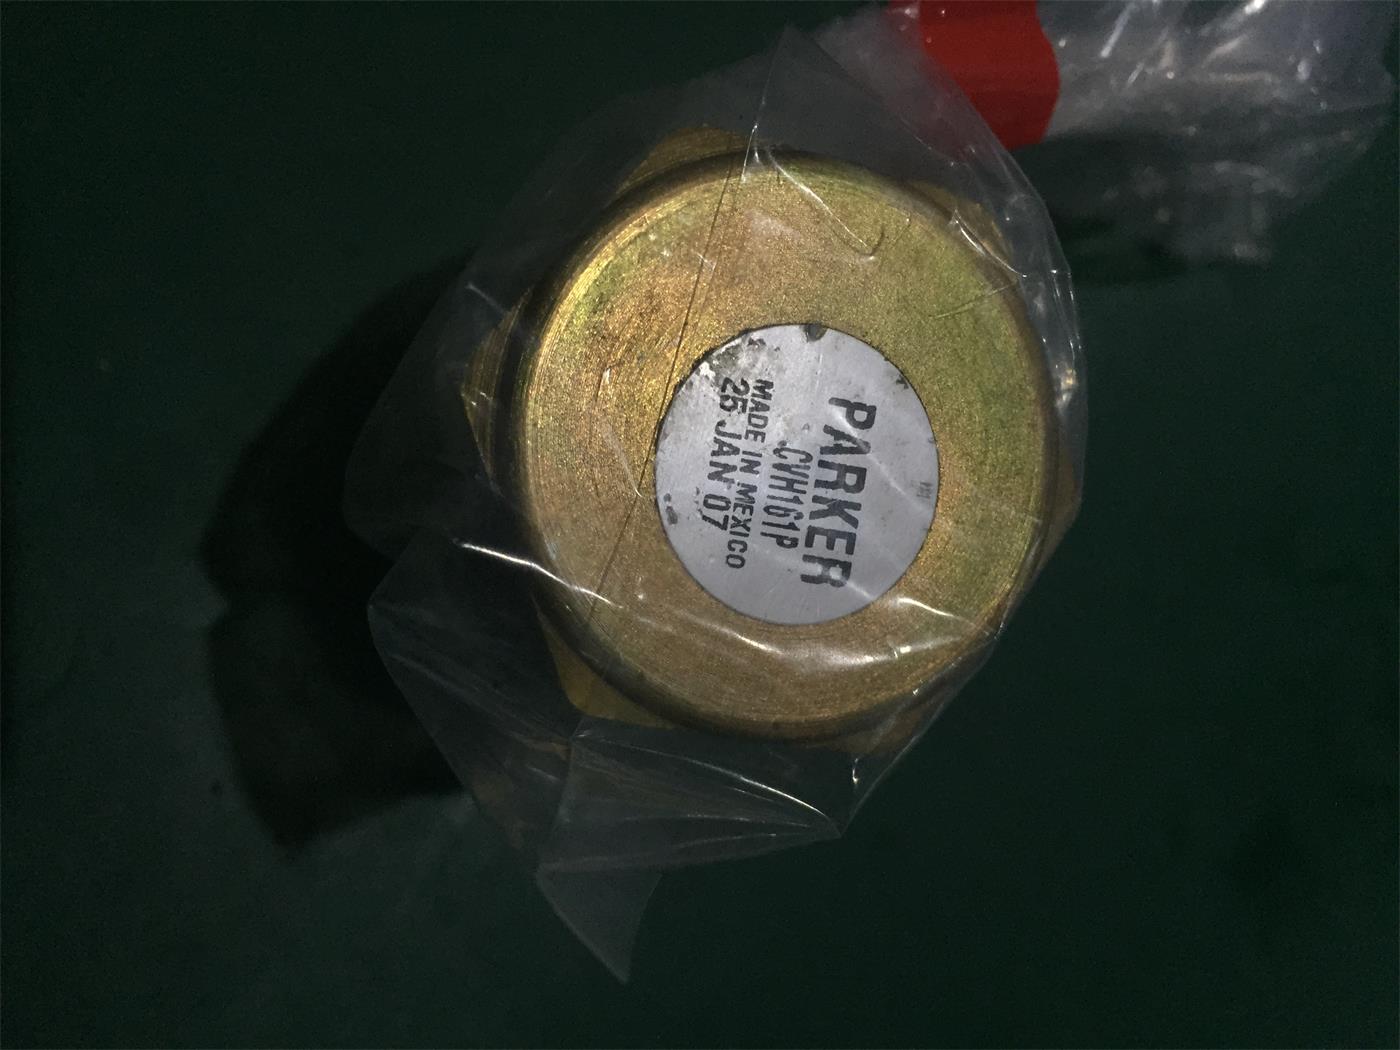 PARKER
CVH161P
MADE IN MEXICO
25 JAN 07